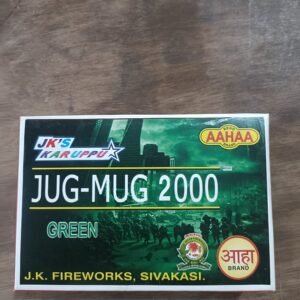 JK'S
KARUPPU
AAHAA
JUG-MUG 2000
GREEN
आहा
BRAND
J.K. FIREWORKS, SIVAKASI.